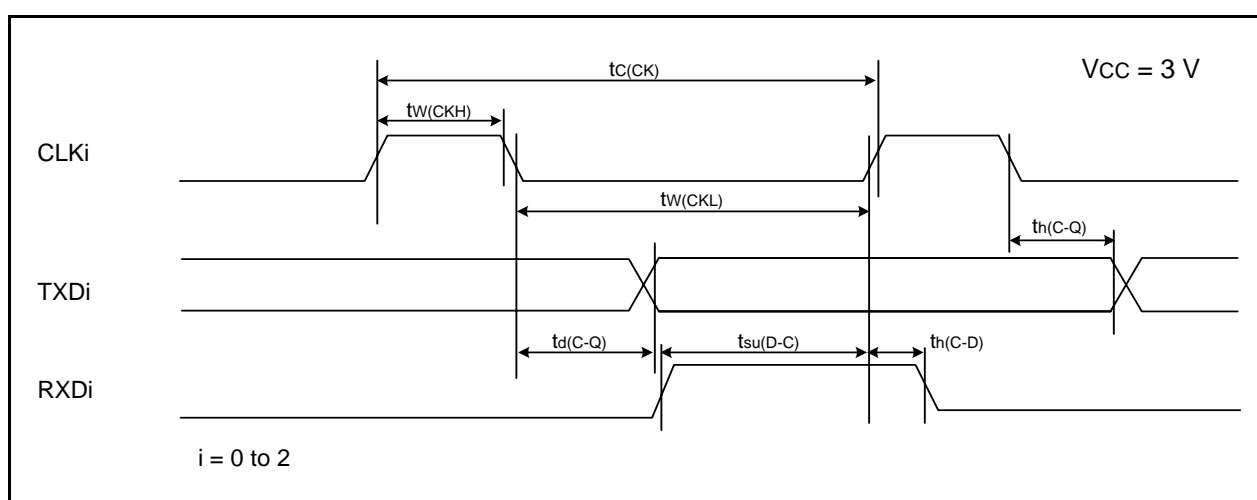 tC(CK)
VCC = 3 V
tW(CKH)
CLKi
tW(CKL)
th(C-Q)
TXDi
td(C-Q)
tsu(D-C)
th(C-D)
RXDi
i = 0 to 2